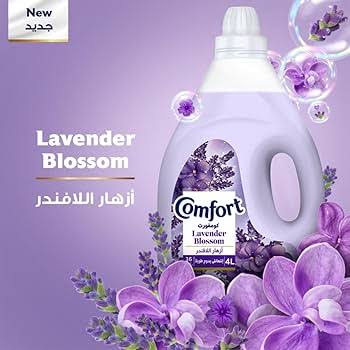 New
جديد
Lavender
Blossom
أزهار اللافندر
Comfort
كومفورت
Lavender
Blossom
أزهار اللافندر
4L